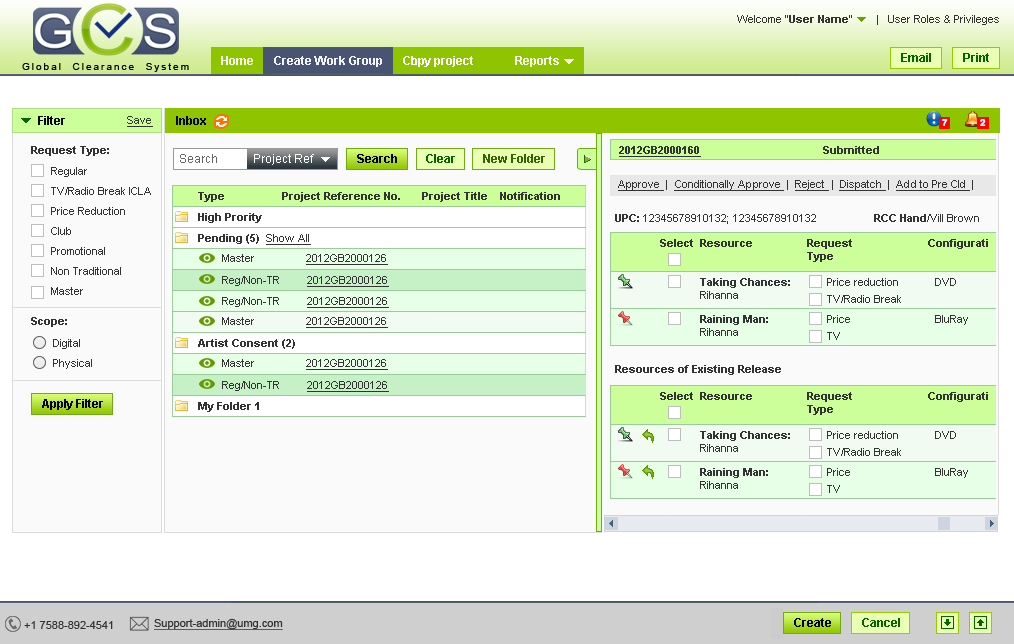 GCS
Global Clearance System
Welcome "User Name" | User Roles & Privileges
Home Create Work Group Cbpy project Reports
Email Print
Filter Save
Request Type:
Regular
TV/Radio Break ICLA
Price Reduction
Club
Promotional
Non Traditional
Master
Scope:
Digital
Physical
Apply Filter
Inbox
7 2
Search Project Ref Search Clear New Folder
Type Project Reference No. Project Title Notification
High Prority
Pending (5) Show All
Master 2012GB2000126
Reg/Non-TR 2012GB2000126
Reg/Non-TR 2012GB2000126
Master 2012GB2000126
Artist Consent (2)
Master 2012GB2000126
Reg/Non-TR 2012GB2000126
My Folder 1
2012GB2000160 Submitted
Approve | Conditionally Approve | Reject | Dispatch | Add to Pre Cld |
UPC: 12345678910132; 12345678910132 RCC Hand/Vill Brown
Select Resource Request Type Configurati
Taking Chances: Rihanna Price reduction DVD
TV/Radio Break
Raining Man: Rihanna Price BluRay
TV
Resources of Existing Release
Select Resource Request Type Configurati
Taking Chances: Rihanna Price reduction DVD
TV/Radio Break
Raining Man: Rihanna Price BluRay
TV
+1 7588-892-4541 Support-admin@umg.com
Create Cancel